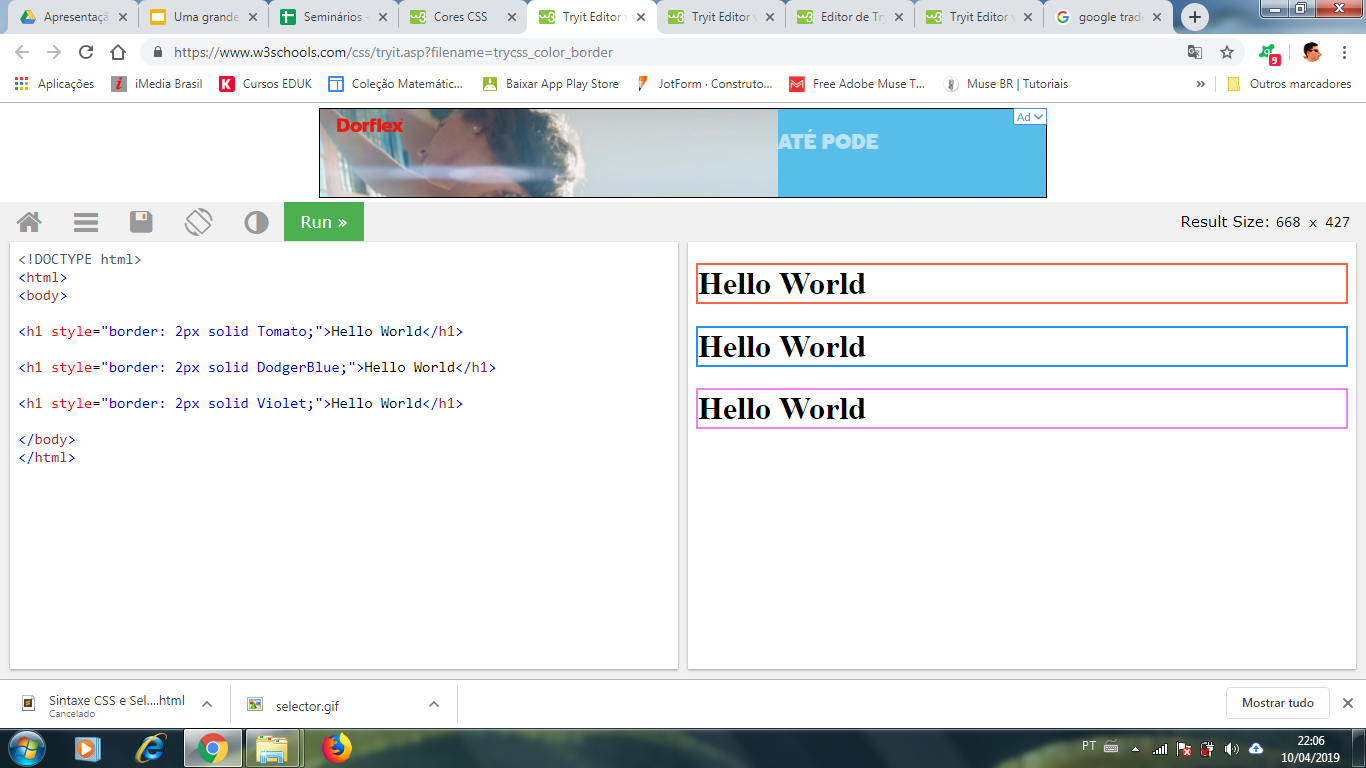 Apresentaçã
Uma grande
Seminários -
Cores CSS
Tryit Editor v
Tryit Editor v
Editor de Try
Tryit Editor v
google trad
https://www.w3schools.com/css/tryit.asp?filename=trycss_color_border
9
Aplicações
iMedia Brasil
Cursos EDUK
Coleção Matemátic...
Baixar App Play Store
JotForm · Construto...
Free Adobe Muse T...
Muse BR | Tutoriais
»
Outros marcadores
Dorflex
ATÉ PODE
Ad
Run »
Result Size: 668 x 427
<!DOCTYPE html>
<html>
<body>
<h1 style="border: 2px solid Tomato;">Hello World</h1>
<h1 style="border: 2px solid DodgerBlue;">Hello World</h1>
<h1 style="border: 2px solid Violet;">Hello World</h1>
</body>
</html>
Hello World
Hello World
Hello World
Sintaxe CSS e Sel....html
Cancelado
selector.gif
Mostrar tudo
PT
22:06
10/04/2019